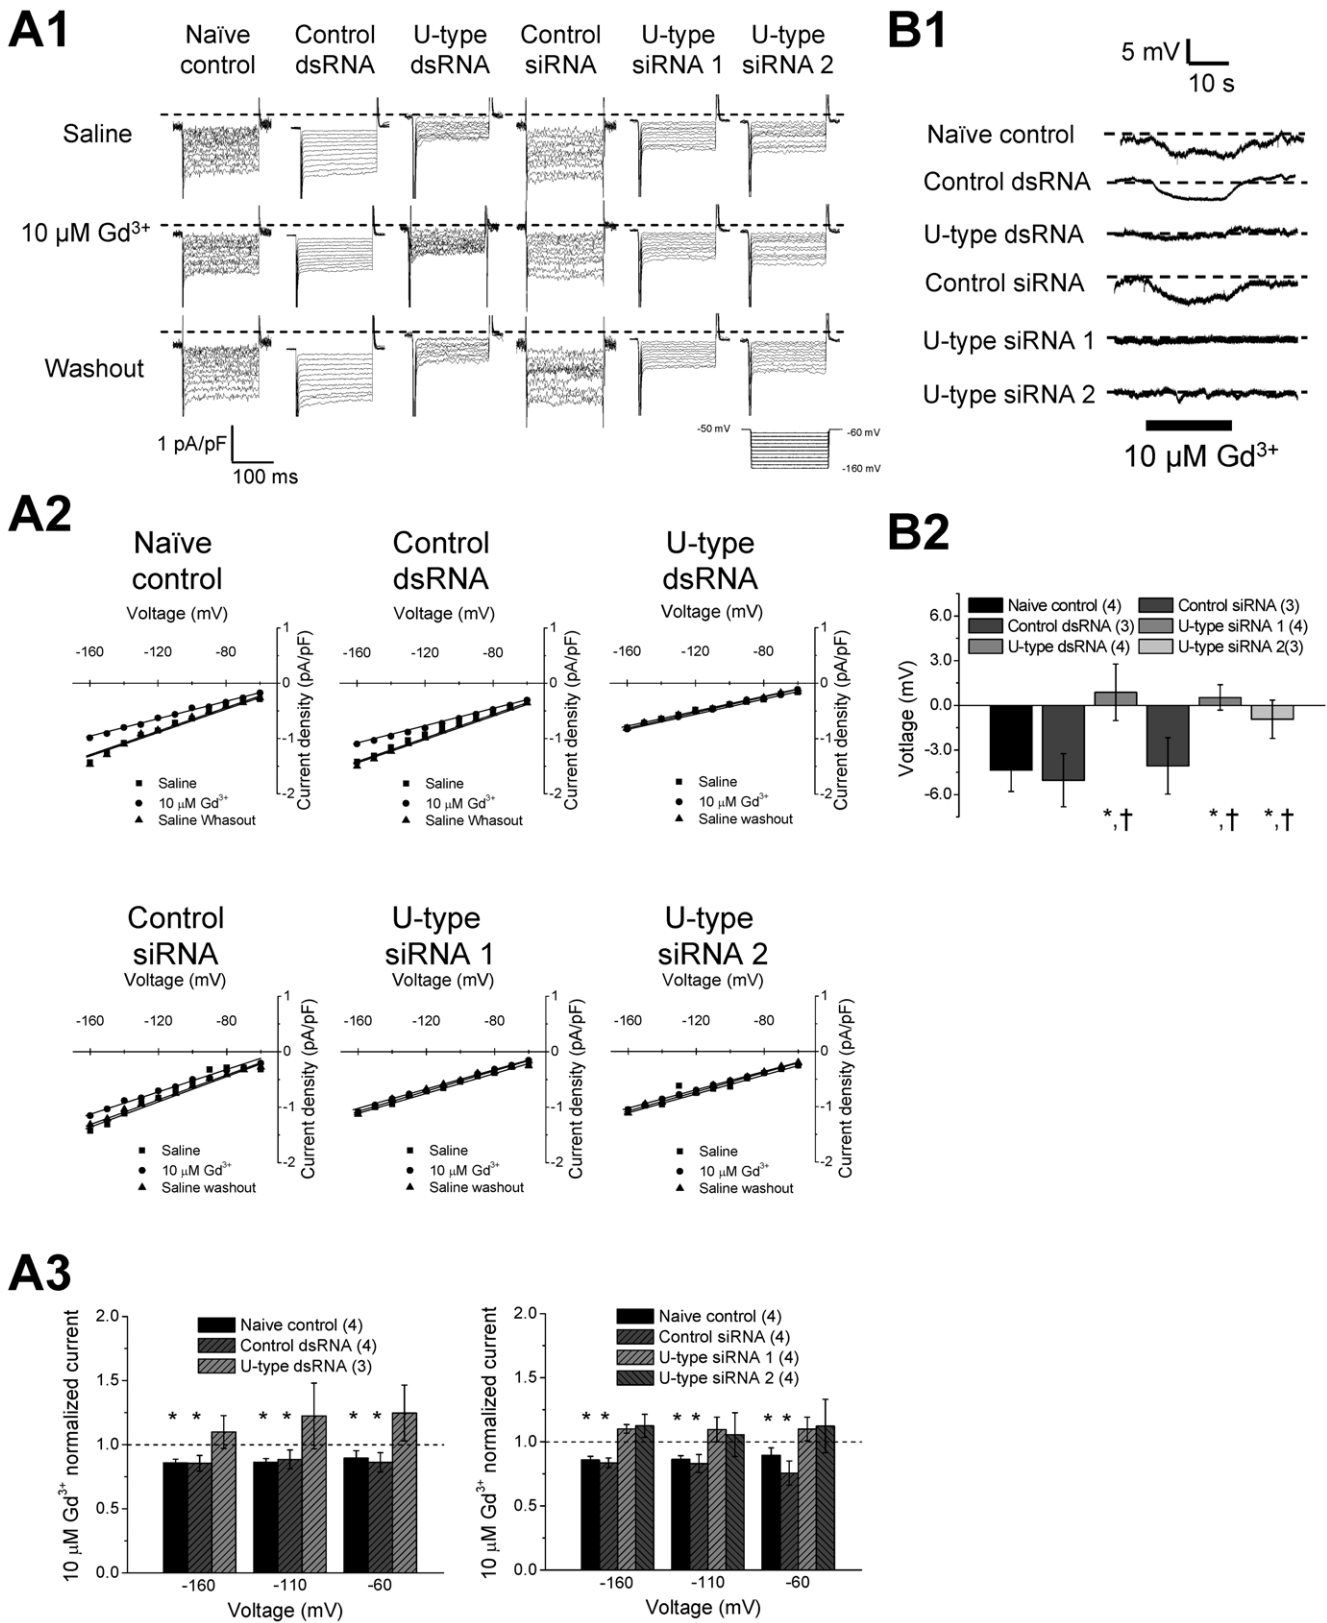 A1
Naïve control
Control dsRNA
U-type dsRNA
Control siRNA
U-type siRNA 1
U-type siRNA 2
Saline
10 µM Gd³⁺
Washout
1 pA/pF
100 ms
-50 mV
-60 mV
-160 mV
B1
5 mV
10 s
Naïve control
Control dsRNA
U-type dsRNA
Control siRNA
U-type siRNA 1
U-type siRNA 2
10 µM Gd³⁺
A2
Naïve control
Voltage (mV)
-160 -120 -80
1
0
-1
-2
Current density (pA/pF)
Saline
10 µM Gd³⁺
Saline Whasout
Control dsRNA
Voltage (mV)
-160 -120 -80
1
0
-1
-2
Current density (pA/pF)
Saline
10 µM Gd³⁺
Saline Whasout
U-type dsRNA
Voltage (mV)
-160 -120 -80
1
0
-1
-2
Current density (pA/pF)
Saline
10 µM Gd³⁺
Saline washout
Control siRNA
Voltage (mV)
-160 -120 -80
1
0
-1
-2
Current density (pA/pF)
Saline
10 µM Gd³⁺
Saline washout
U-type siRNA 1
Voltage (mV)
-160 -120 -80
1
0
-1
-2
Current density (pA/pF)
Saline
10 µM Gd³⁺
Saline washout
U-type siRNA 2
Voltage (mV)
-160 -120 -80
1
0
-1
-2
Current density (pA/pF)
Saline
10 µM Gd³⁺
Saline washout
B2
Votlage (mV)
6.0
3.0
0.0
-3.0
-6.0
Naive control (4)
Control dsRNA (3)
U-type dsRNA (4)
Control siRNA (3)
U-type siRNA 1 (4)
U-type siRNA 2(3)
*,† *,† *,†
A3
10 µM Gd³⁺ normalized current
2.0
1.5
1.0
0.5
0.0
Naive control (4)
Control dsRNA (4)
U-type dsRNA (3)
* * * * * *
-160 -110 -60
Voltage (mV)
10 µM Gd³⁺ normalized current
2.0
1.5
1.0
0.5
0.0
Naive control (4)
Control siRNA (4)
U-type siRNA 1 (4)
U-type siRNA 2 (4)
* * * * * *
-160 -110 -60
Voltage (mV)